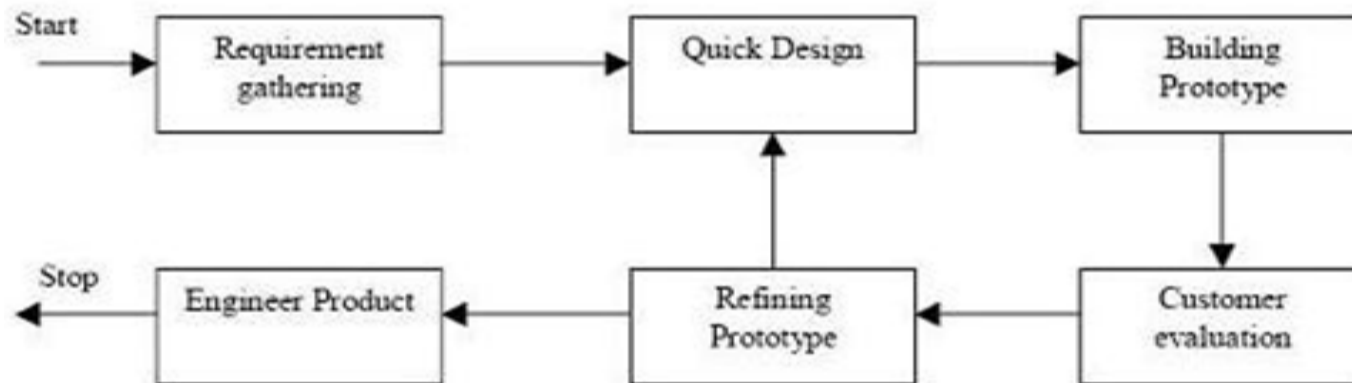 Start
Requirement
gathering
Quick Design
Building
Prototype
Stop
Engineer Product
Refining
Prototype
Customer
evaluation